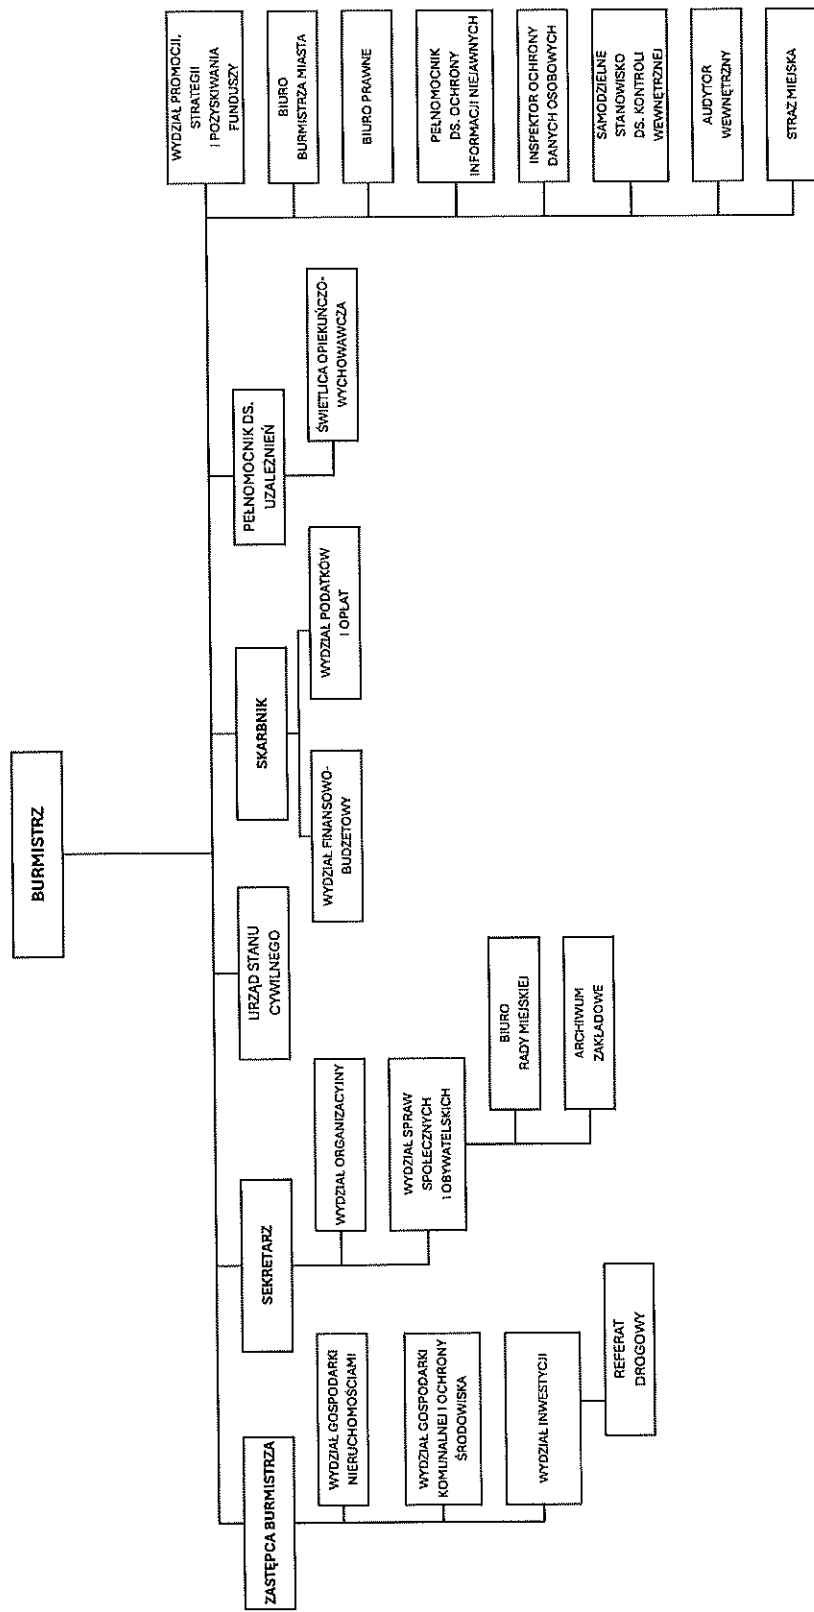 BURMISTRZ
ZASTĘPCA BURMISTRZA
WYDZIAŁ GOSPODARKI
NIERUCHOMOŚCIAMI
WYDZIAŁ GOSPODARKI
KOMUNALNEJ I OCHRONY
ŚRODOWISKA
WYDZIAŁ INWESTYCJI
REFERAT
DROGOWY
SEKRETARZ
WYDZIAŁ ORGANIZACYJNY
WYDZIAŁ SPRAW
SPOŁECZNYCH
I OBYWATELSKICH
BIURO
RADY MIEJSKIEJ
ARCHIWUM
ZAKŁADOWE
URZĄD STANU
CYWILNEGO
SKARBNIK
WYDZIAŁ FINANSOWO-
BUDŻETOWY
WYDZIAŁ PODATKÓW
I OPŁAT
PEŁNOMOCNIK DS.
UZALEŻNIEŃ
ŚWIETLICA OPIEKUŃCZO-
WYCHOWAWCZA
WYDZIAŁ PROMOCJI,
STRATEGII
I POZYSKIWANIA
FUNDUSZY
BIURO
BURMISTRZA MIASTA
BIURO PRAWNE
PEŁNOMOCNIK
DS. OCHRONY
INFORMACJI NIEJAWNYCH
INSPEKTOR OCHRONY
DANYCH OSOBOWYCH
SAMODZIELNE
STANOWISKO
DS. KONTROLI
WEWNĘTRZNEJ
AUDYTOR
WEWNĘTRZNY
STRAŻ MIEJSKA